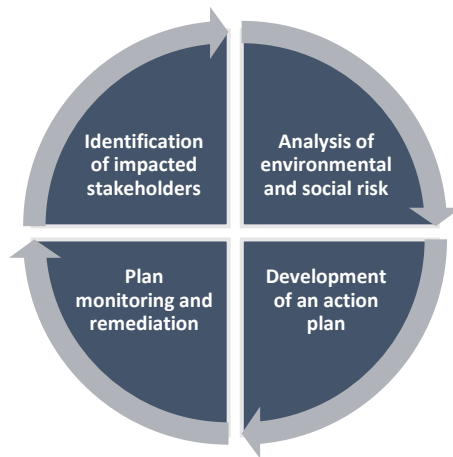 Identification
of impacted
stakeholders
Analysis of
environmental
and social risk
Plan
monitoring and
remediation
Development
of an action
plan